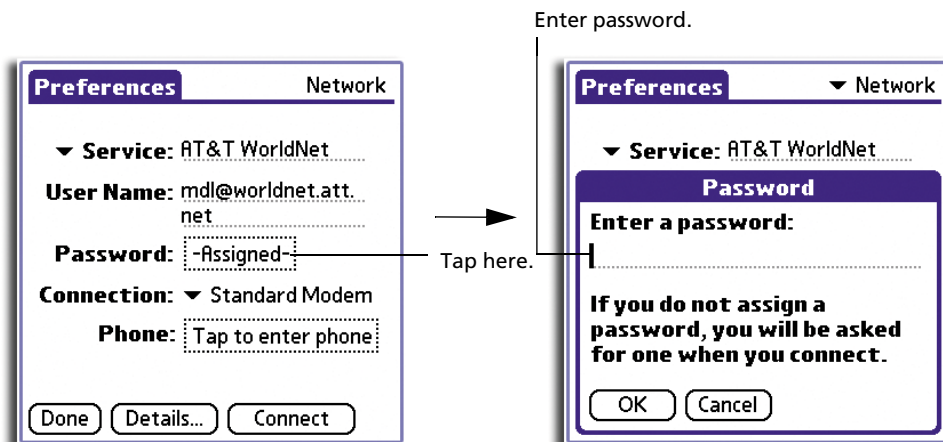 Enter password.
Preferences Network
Service: AT&T WorldNet
User Name: mdl@worldnet.att.
net
Password: -Assigned-
Connection: Standard Modem
Phone: Tap to enter phone
Done Details... Connect
Tap here.
Preferences Network
Service: AT&T WorldNet
Password
Enter a password:
If you do not assign a
password, you will be asked
for one when you connect.
OK Cancel